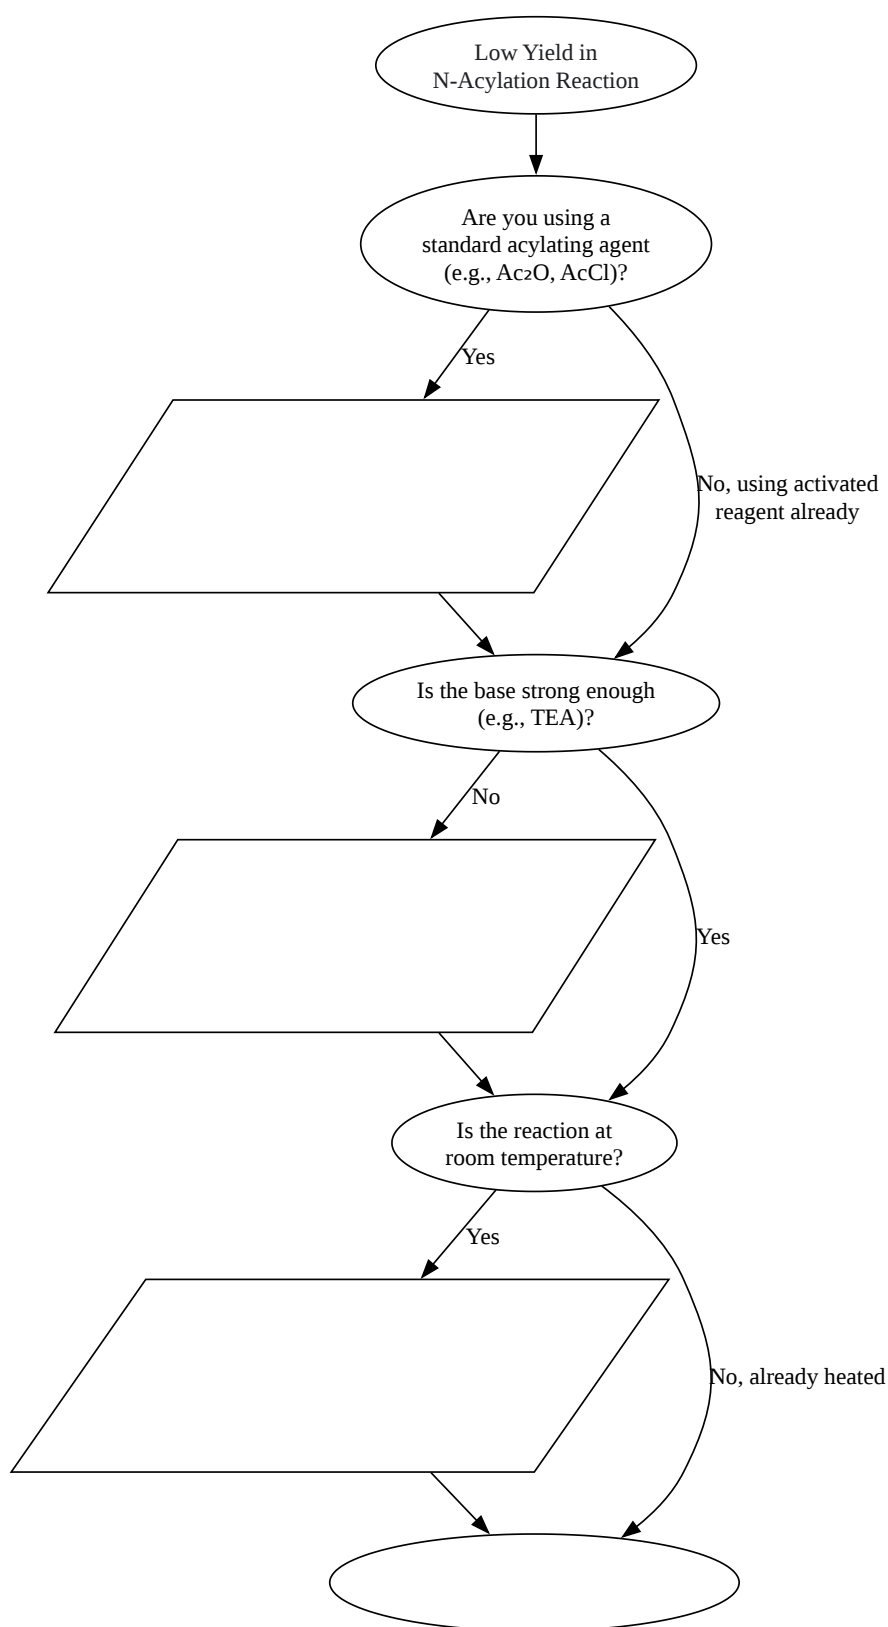 Low Yield in
N-Acylation Reaction
Are you using a
standard acylating agent
(e.g., Ac₂O, AcCl)?
Yes
No, using activated
reagent already
Is the base strong enough
(e.g., TEA)?
No
Yes
Is the reaction at
room temperature?
Yes
No, already heated